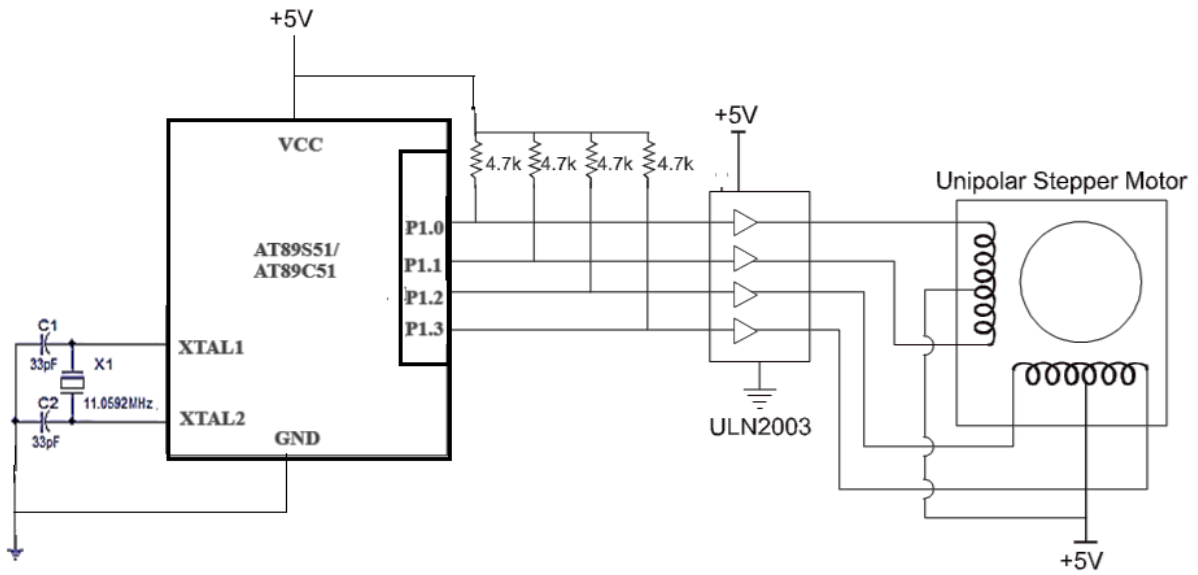 +5V
VCC
AT89S51/
AT89C51
P1.0
P1.1
P1.2
P1.3
XTAL1
XTAL2
GND
C1
33pF
X1
11.0592MHz
C2
33pF
4.7k
4.7k
4.7k
4.7k
+5V
ULN2003
Unipolar Stepper Motor
+5V